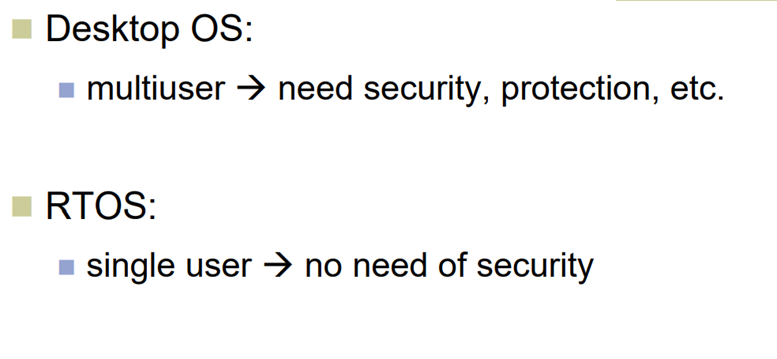 Desktop OS:
multiuser → need security, protection, etc.
RTOS:
single user → no need of security